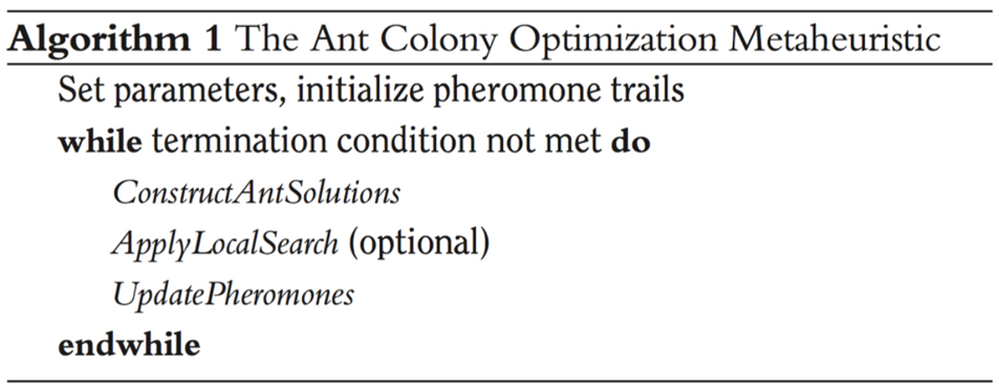 Algorithm 1 The Ant Colony Optimization Metaheuristic
Set parameters, initialize pheromone trails
while termination condition not met do
ConstructAntSolutions
ApplyLocalSearch (optional)
UpdatePheromones
endwhile